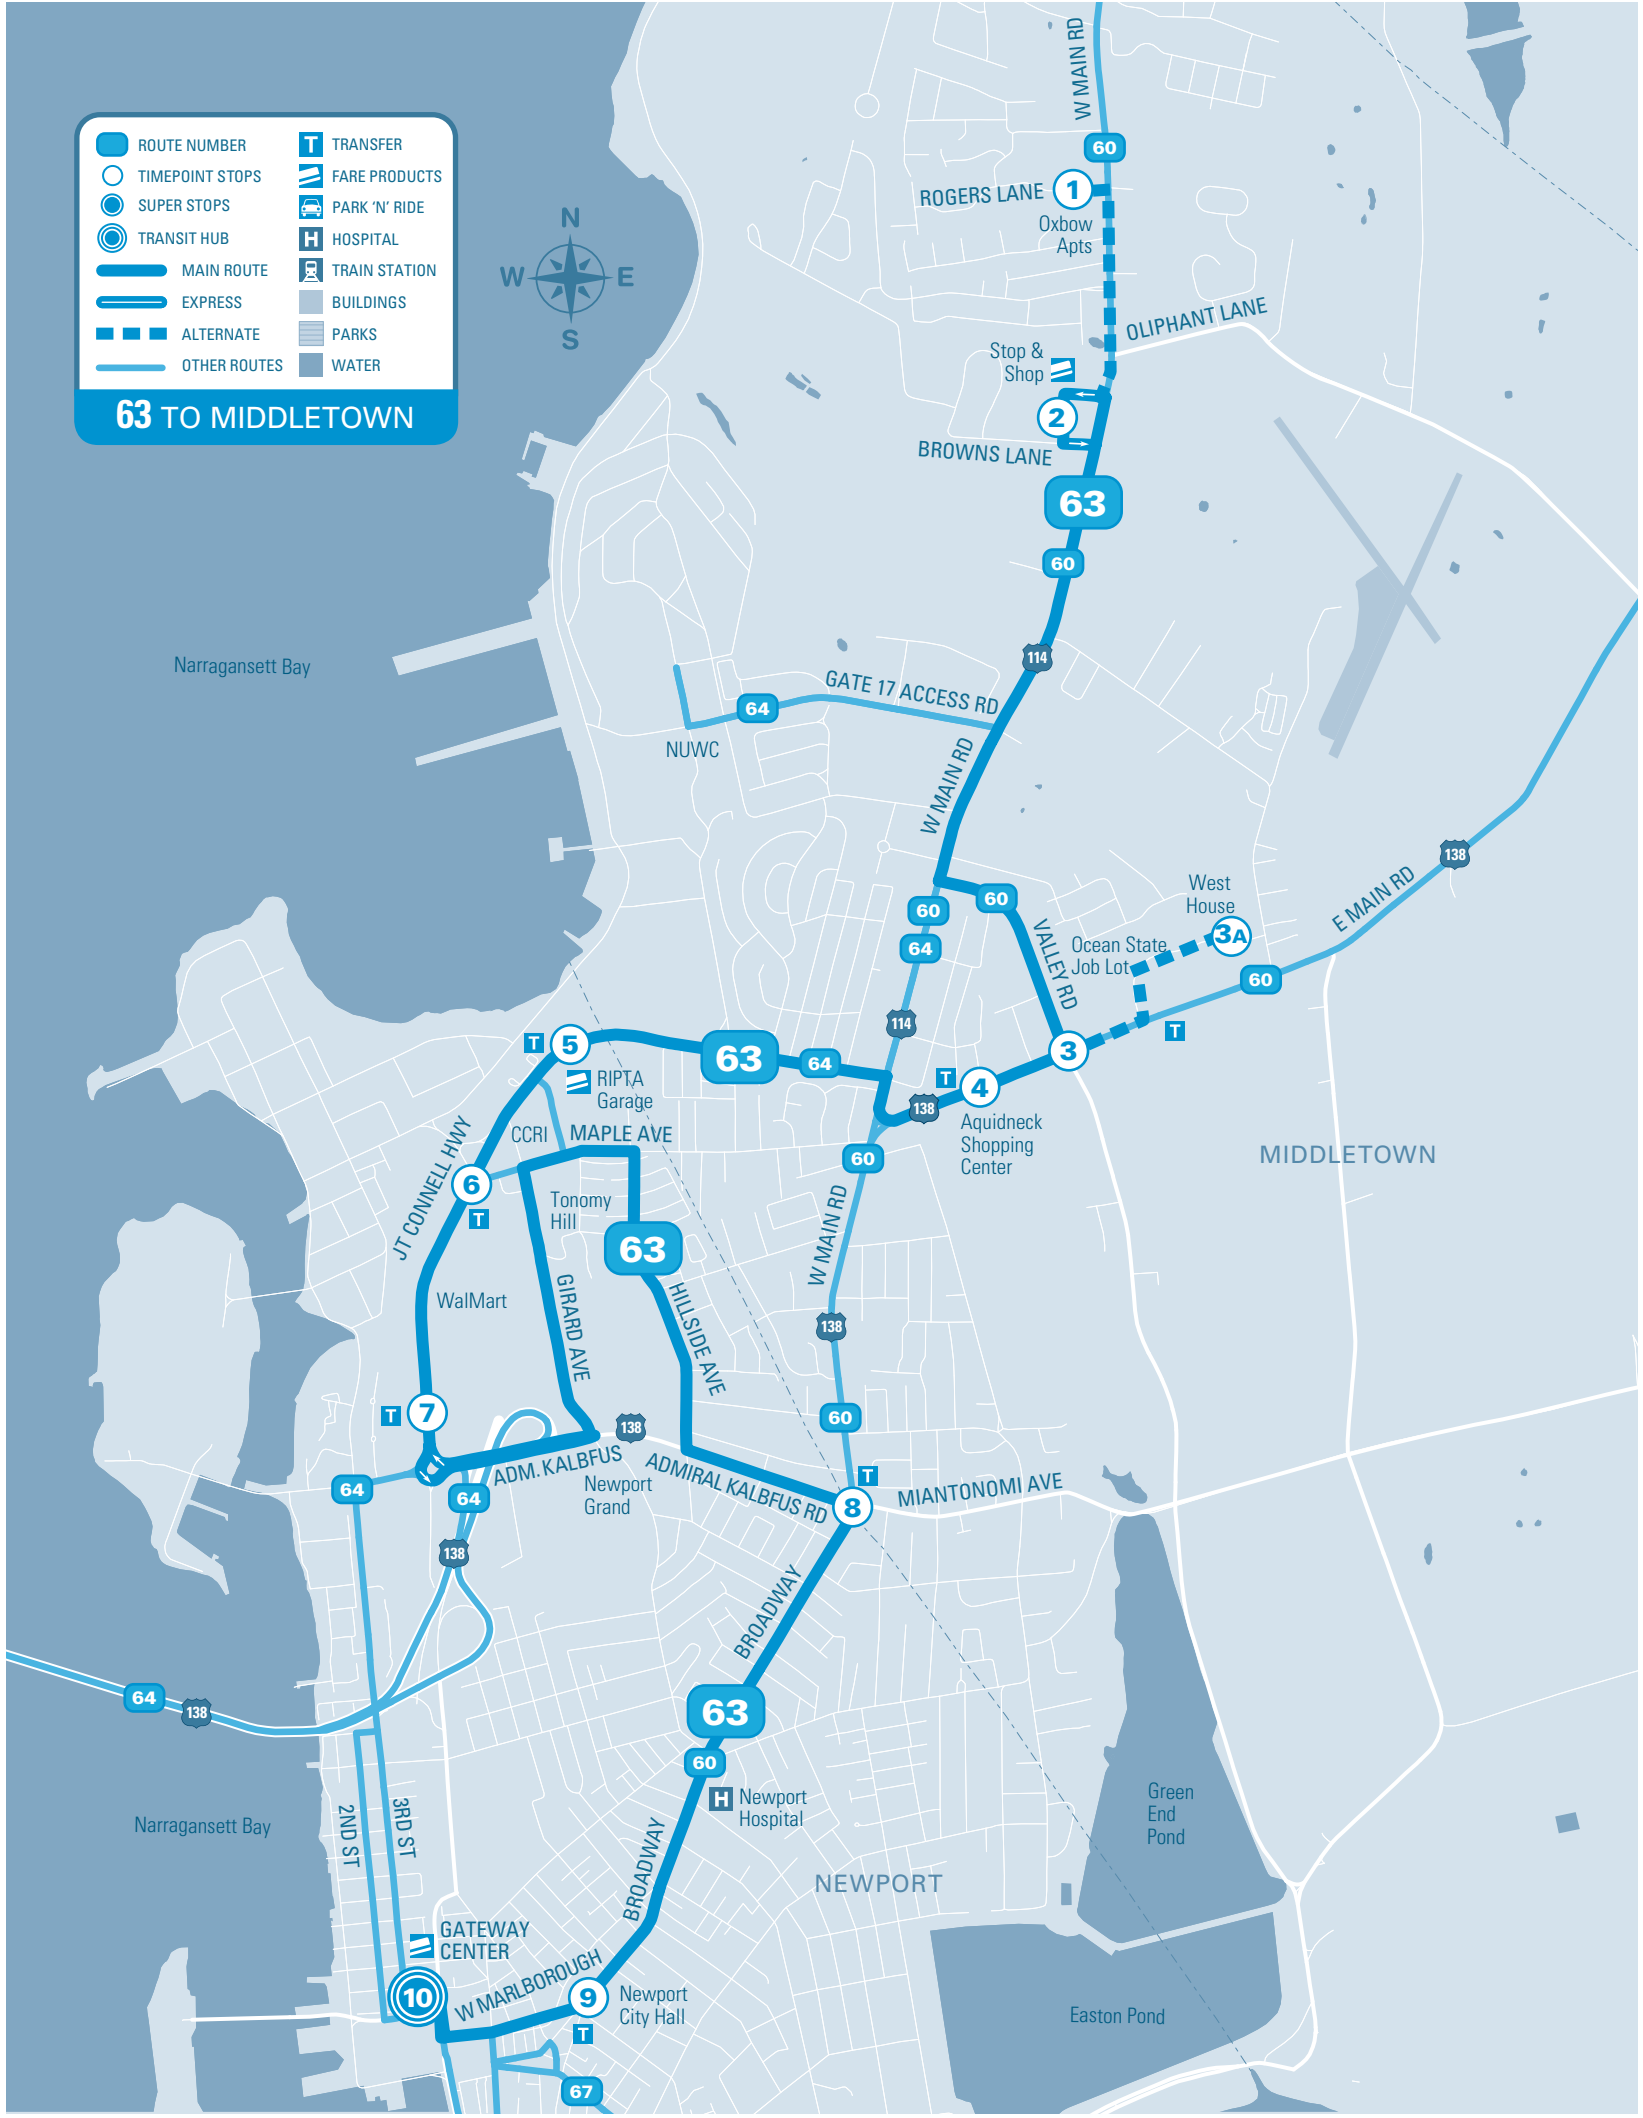 W MAIN RD
60
ROGERS LANE
1
Oxbow
Apts
ROUTE NUMBER
TIMEPOINT STOPS
SUPER STOPS
TRANSIT HUB
MAIN ROUTE
EXPRESS
ALTERNATE
OTHER ROUTES
T TRANSFER
FARE PRODUCTS
PARK ‘N’ RIDE
H HOSPITAL
TRAIN STATION
BUILDINGS
PARKS
WATER
63 TO MIDDLETOWN
N
W E
S
OLIPHANT LANE
Stop &
Shop
2
BROWNS LANE
63
60
114
Narragansett Bay
GATE 17 ACCESS RD
64
NUWC
W MAIN RD
138
E MAIN RD
60
60
64
VALLEY RD
West
House
3A
Ocean State
Job Lot
60
T
114
T
5
63
64
RIPTA
Garage
3
T
4
138
Aquidneck
Shopping
Center
CCRI
MAPLE AVE
60
MIDDLETOWN
JT CONNELL HWY
6
T
Tonomy
Hill
W MAIN RD
63
WalMart
GIRARD AVE
HILLSIDE AVE
138
T
7
138
60
ADM. KALBFUS
ADMIRAL KALBFUS RD
Newport
Grand
64
64
T
8
MIANTONOMI AVE
138
BROADWAY
64
138
63
60
H Newport
Hospital
Green
End
Pond
Narragansett Bay
2ND ST
3RD ST
BROADWAY
NEWPORT
GATEWAY
CENTER
10
W MARLBOROUGH
9
Newport
City Hall
T
Easton Pond
67